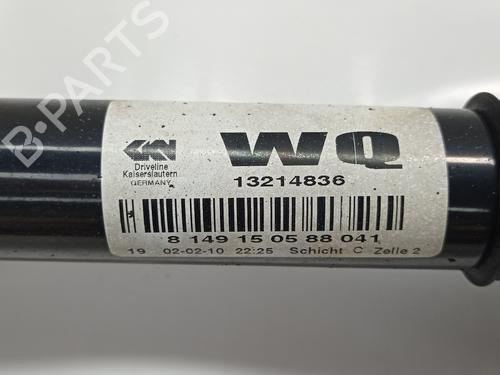 B-PARTS
GKN
Driveline
Kaiserslautern
GERMANY
WQ
13214836
8 149 15 05 88 041
19 02-02-10 22:25 Schicht C Zelle 2